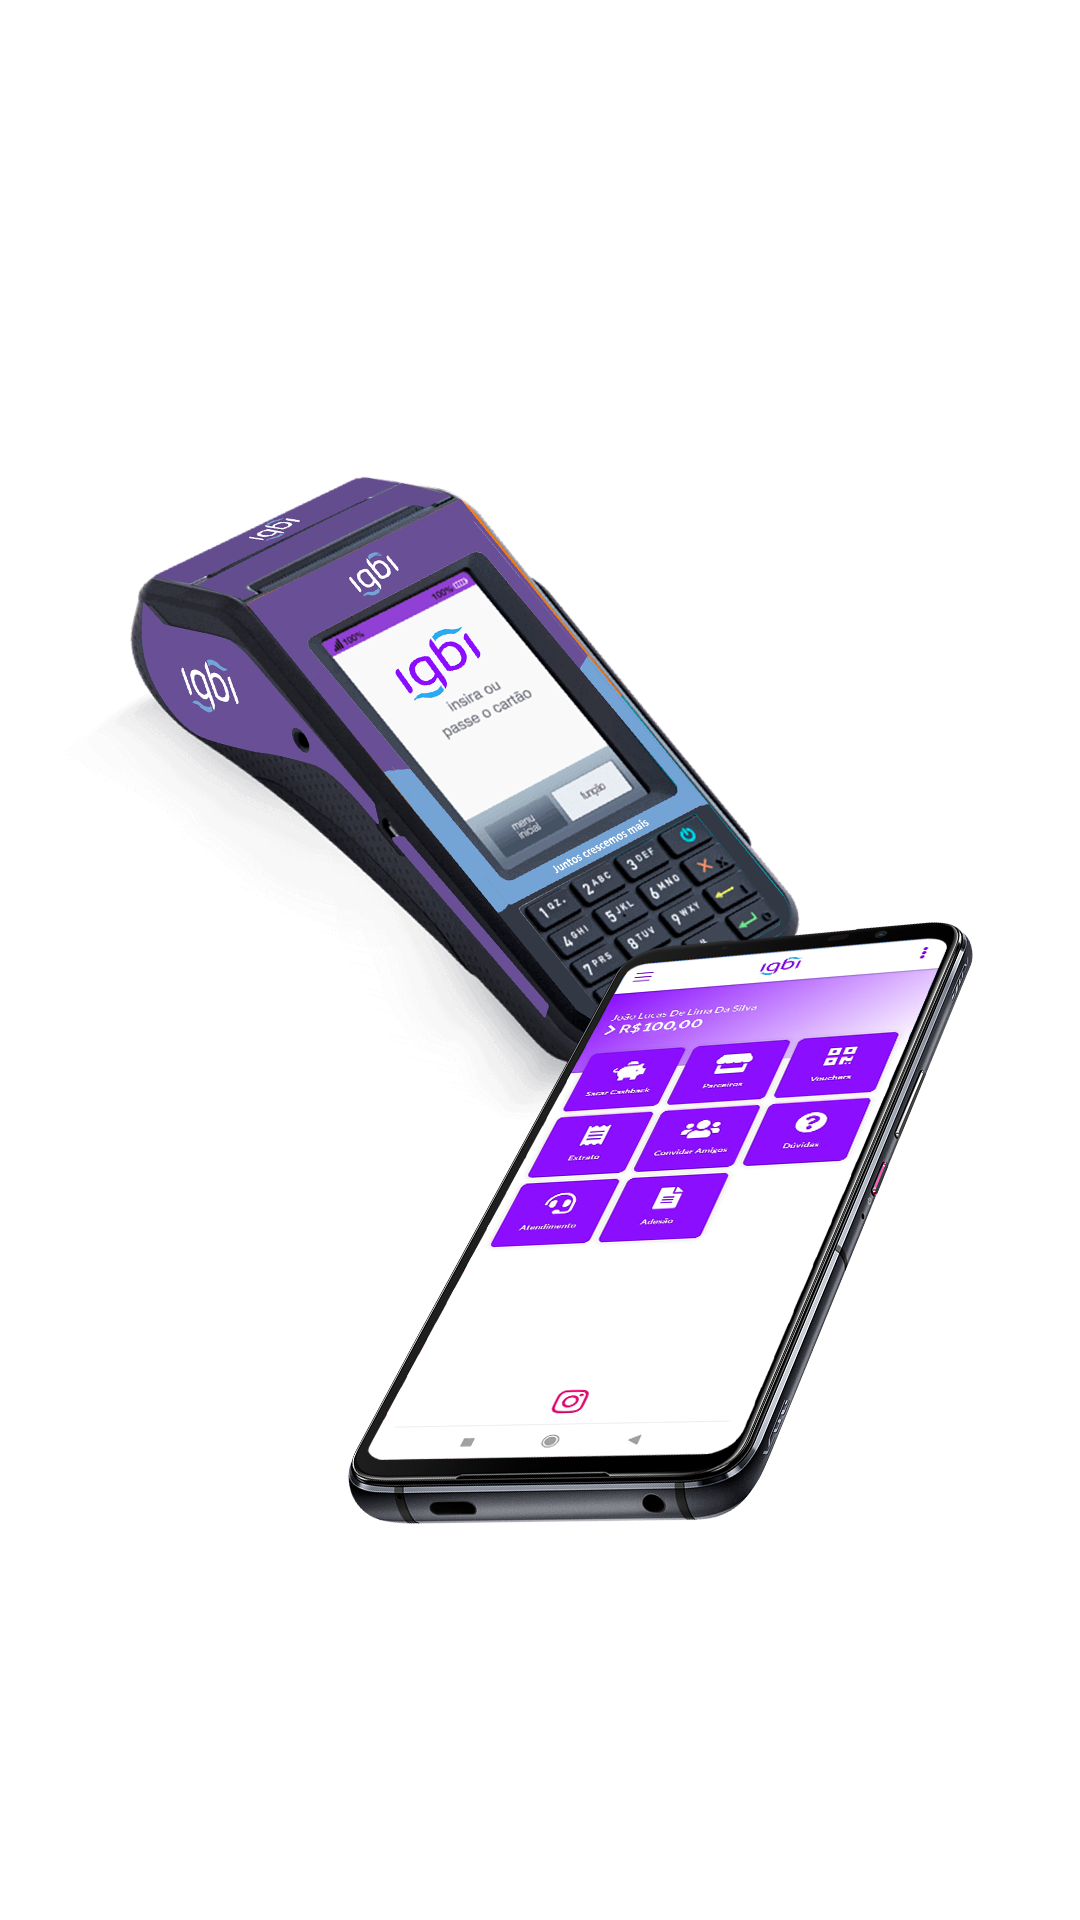 igbi
igbi
igbi
100%
100%
igbi
insira ou
passe o cartão
menu
inicial
função
Juntos crescemos mais
1 QZ.
2 ABC
3 DEF
4 GHI
5 JKL
6 MNO
7 PRS
8 TUV
9 WXY
igbi
João Lucas De Lima Da Silva
> R$100,00
Sacar Cashback
Parceiros
Vouchers
Extrato
Convidar Amigos
Dúvidas
Atendimento
Adesão